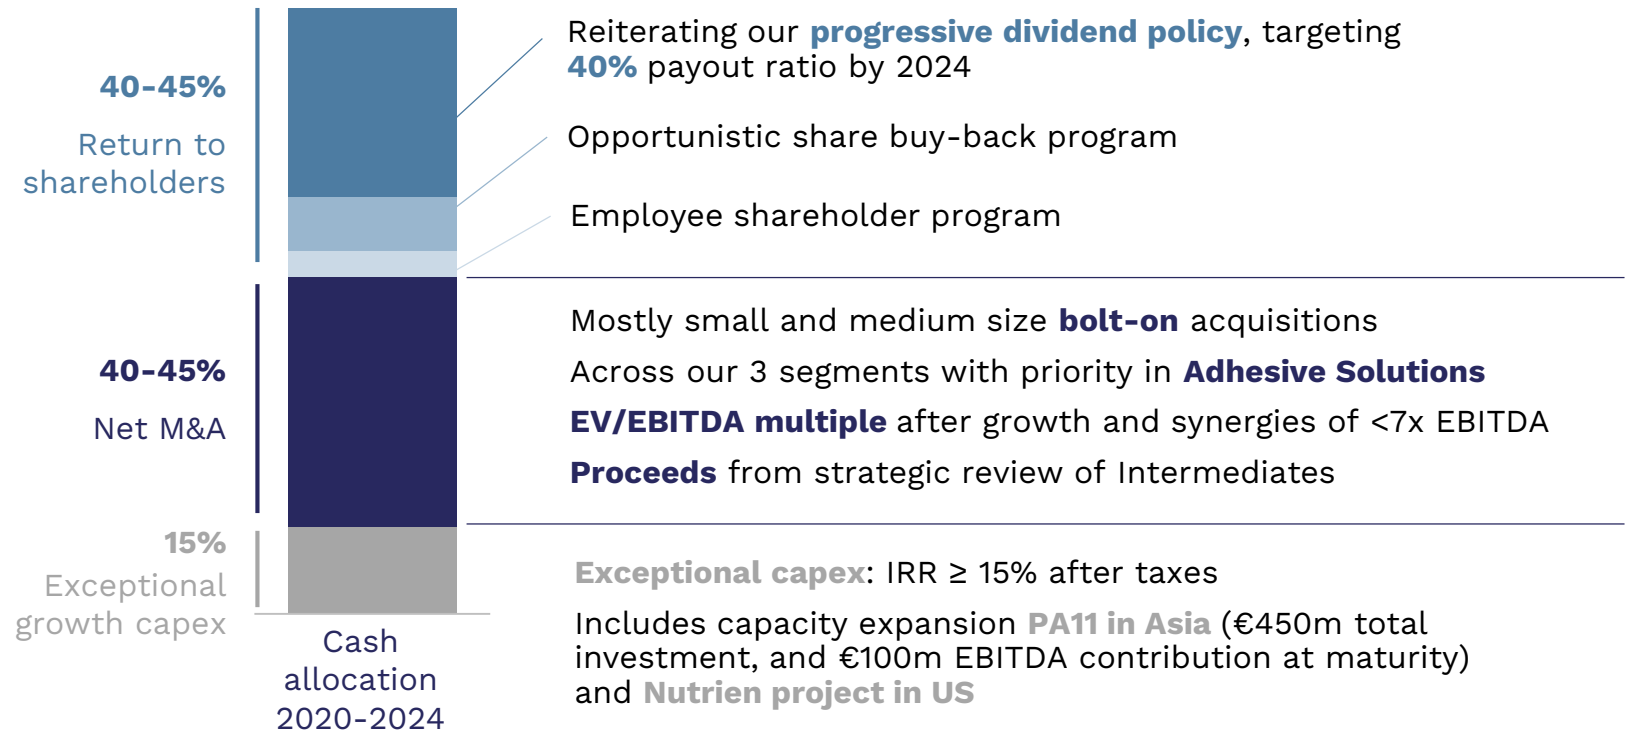 40-45%
Return to
shareholders
Reiterating our progressive dividend policy, targeting
40% payout ratio by 2024
Opportunistic share buy-back program
Employee shareholder program
40-45%
Net M&A
Mostly small and medium size bolt-on acquisitions
Across our 3 segments with priority in Adhesive Solutions
EV/EBITDA multiple after growth and synergies of <7x EBITDA
Proceeds from strategic review of Intermediates
15%
Exceptional
growth capex
Exceptional capex: IRR ≥ 15% after taxes
Includes capacity expansion PA11 in Asia (€450m total
investment, and €100m EBITDA contribution at maturity)
and Nutrien project in US
Cash
allocation
2020-2024